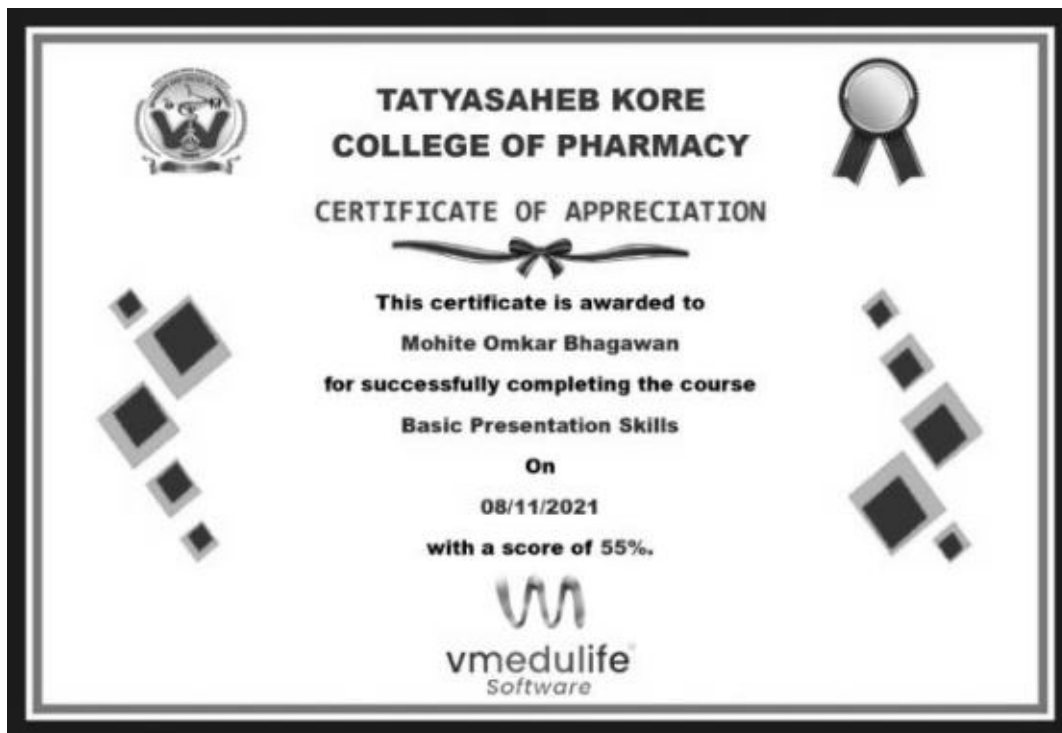 TATYASAHEB KORE
COLLEGE OF PHARMACY
CERTIFICATE OF APPRECIATION
This certificate is awarded to
Mohite Omkar Bhagawan
for successfully completing the course
Basic Presentation Skills
On
08/11/2021
with a score of 55%.
vmedulife
Software